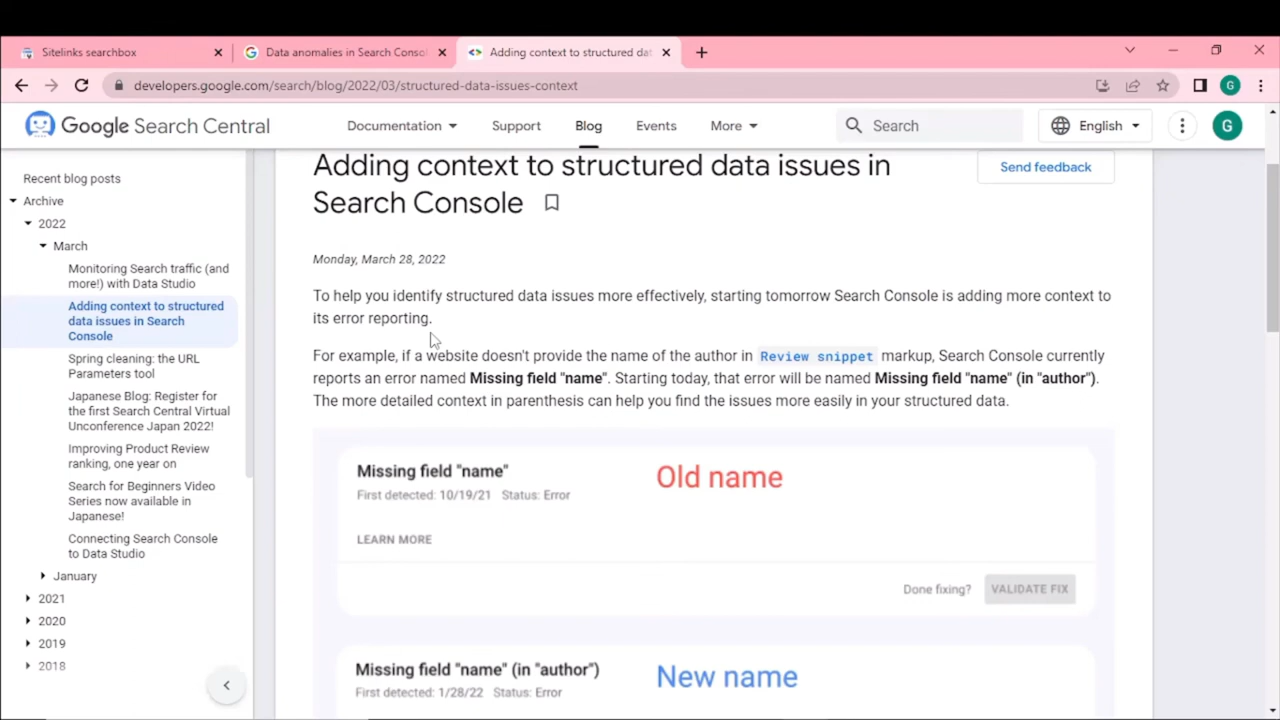 Sitelinks searchbox
Data anomalies in Search Consol
Adding context to structured dat
developers.google.com/search/blog/2022/03/structured-data-issues-context
G
Google Search Central
Documentation
Support
Blog
Events
More
Search
English
G
Recent blog posts
Archive
2022
March
Monitoring Search traffic (and
more!) with Data Studio
Adding context to structured
data issues in Search
Console
Spring cleaning: the URL
Parameters tool
Japanese Blog: Register for
the first Search Central Virtual
Unconference Japan 2022!
Improving Product Review
ranking, one year on
Search for Beginners Video
Series now available in
Japanese!
Connecting Search Console
to Data Studio
January
2021
2020
2019
2018
Adding context to structured data issues in
Search Console
Send feedback
Monday, March 28, 2022
To help you identify structured data issues more effectively, starting tomorrow Search Console is adding more context to
its error reporting.
For example, if a website doesn't provide the name of the author in Review snippet markup, Search Console currently
reports an error named Missing field "name". Starting today, that error will be named Missing field "name" (in "author").
The more detailed context in parenthesis can help you find the issues more easily in your structured data.
Missing field "name"
Old name
First detected: 10/19/21 Status: Error
LEARN MORE
Done fixing? VALIDATE FIX
Missing field "name" (in "author")
New name
First detected: 1/28/22 Status: Error